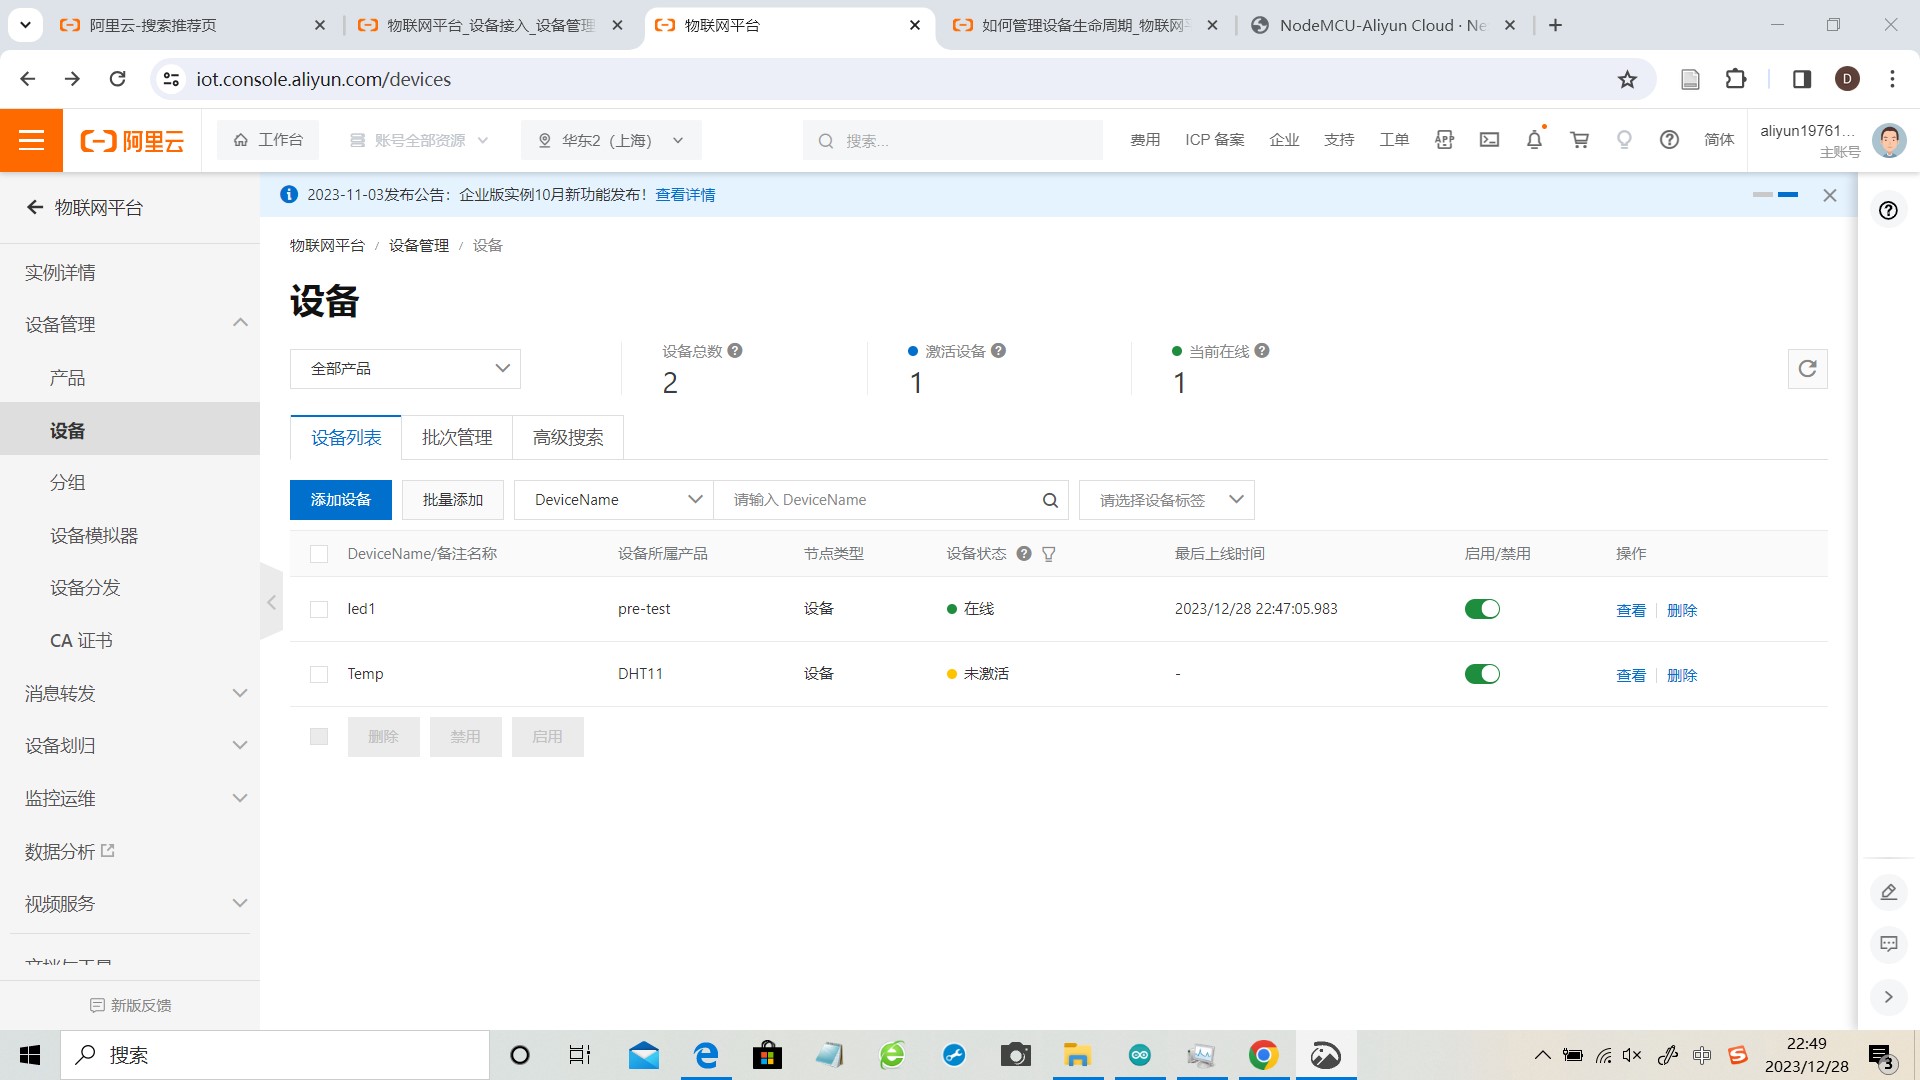 阿里云-搜索推荐页
物联网平台_设备接入_设备管理
物联网平台
如何管理设备生命周期_物联网平
NodeMCU-Aliyun Cloud · Ne
iot.console.aliyun.com/devices
D
阿里云
工作台
账号全部资源
华东2（上海）
搜索...
费用
ICP 备案
企业
支持
工单
简体
aliyun19761...
主账号
物联网平台
2023-11-03发布公告：企业版实例10月新功能发布！查看详情
物联网平台 / 设备管理 / 设备
设备
实例详情
设备管理
产品
设备
分组
设备模拟器
设备分发
CA 证书
消息转发
设备划归
监控运维
数据分析
视频服务
文档与工具
新版反馈
全部产品
设备总数
2
激活设备
1
当前在线
1
设备列表
批次管理
高级搜索
添加设备
批量添加
DeviceName
请输入 DeviceName
请选择设备标签
DeviceName/备注名称 设备所属产品 节点类型 设备状态 最后上线时间 启用/禁用 操作
led1 pre-test 设备 在线 2023/12/28 22:47:05.983 查看 删除
Temp DHT11 设备 未激活 - 查看 删除
删除 禁用 启用
搜索
中
22:49
2023/12/28
3